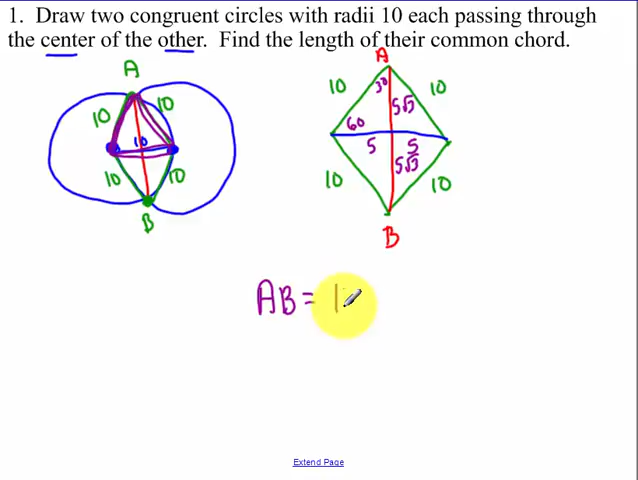 1. Draw two congruent circles with radii 10 each passing through
the center of the other. Find the length of their common chord.
A
10
10
10
10
10
B
A
10
30
10
5√3
60
5
5
5√3
10
10
B
AB = 1
Extend Page